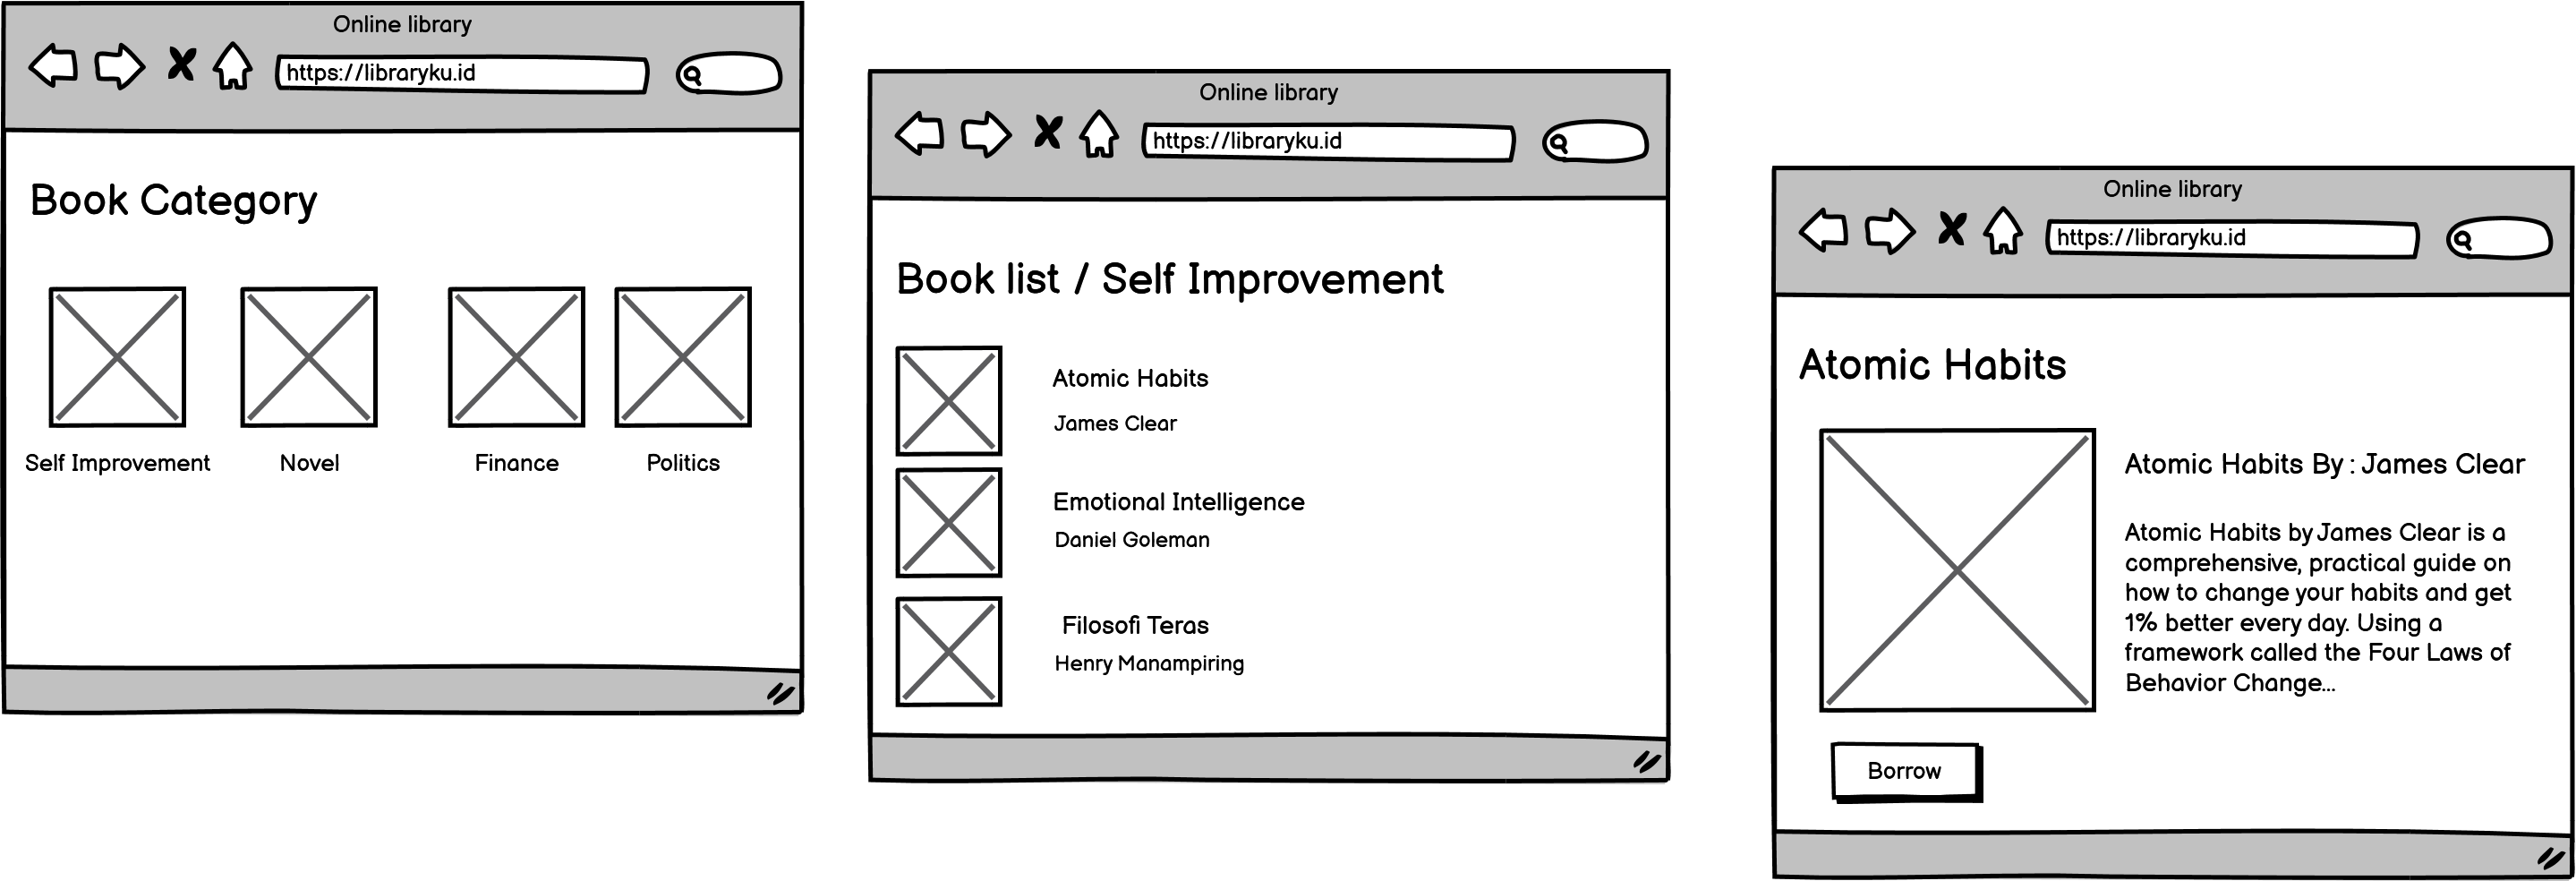 Online library
https://libraryku.id
Book Category
Self Improvement
Novel
Finance
Politics
Online library
https://libraryku.id
Book list / Self Improvement
Atomic Habits
James Clear
Emotional Intelligence
Daniel Goleman
Filosofi Teras
Henry Manampiring
Online library
https://libraryku.id
Atomic Habits
Atomic Habits By : James Clear
Atomic Habits by James Clear is a
comprehensive, practical guide on
how to change your habits and get
1% better every day. Using a
framework called the Four Laws of
Behavior Change...
Borrow